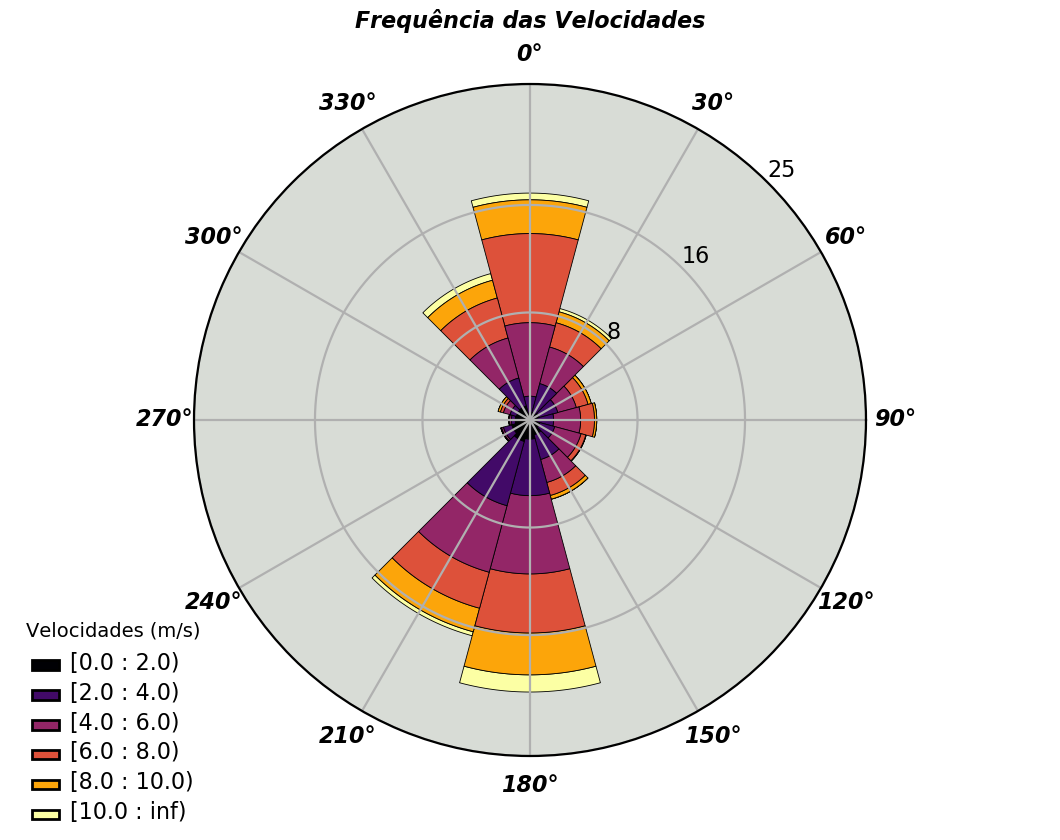 Frequência das Velocidades
0°
330°
30°
25
300°
60°
16
8
270°
90°
240°
120°
210°
150°
180°
Velocidades (m/s)
[0.0 : 2.0)
[2.0 : 4.0)
[4.0 : 6.0)
[6.0 : 8.0)
[8.0 : 10.0)
[10.0 : inf)